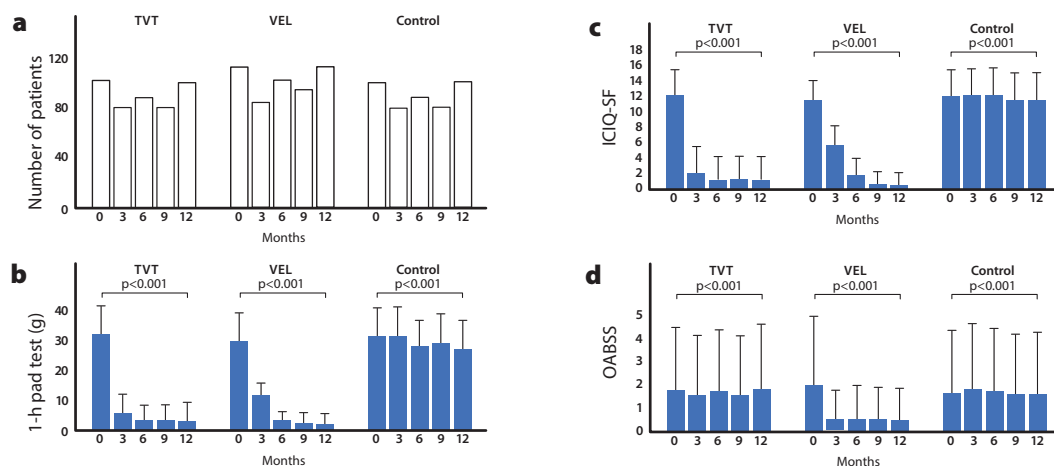 a
TVT VEL Control
Number of patients
120
80
40
0
0 3 6 9 12 0 3 6 9 12 0 3 6 9 12
Months
b
TVT VEL Control
p<0.001 p<0.001 p<0.001
1-h pad test (g)
40
30
20
10
0
0 3 6 9 12 0 3 6 9 12 0 3 6 9 12
Months
c
TVT VEL Control
p<0.001 p<0.001 p<0.001
ICIQ-SF
18
16
14
12
10
8
6
4
2
0
0 3 6 9 12 0 3 6 9 12 0 3 6 9 12
Months
d
TVT VEL Control
p<0.001 p<0.001 p<0.001
OABSS
5
4
3
2
1
0
0 3 6 9 12 0 3 6 9 12 0 3 6 9 12
Months